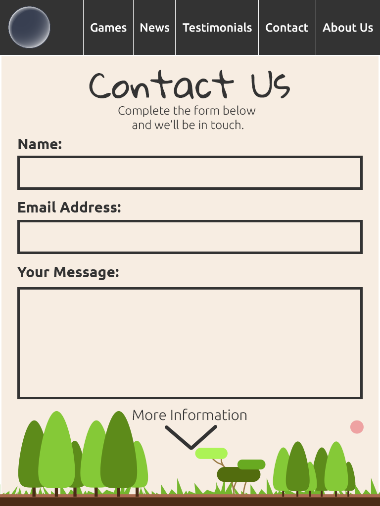 Games News Testimonials Contact About Us
Contact Us
Complete the form below
and we'll be in touch.
Name:
Email Address:
Your Message:
More Information